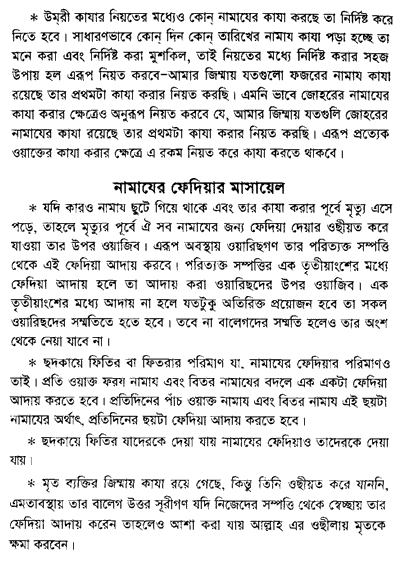 * উমরী কাযার নিয়তের মধ্যেও কোন্ নামাযের কাযা করছে তা নির্দিষ্ট করে
নিতে হবে। সাধারণভাবে কোন্ দিন কোন্ তারিখের নামায কাযা পড়া হচ্ছে তা
মনে করা এবং নির্দিষ্ট করা মুশকিল, তাই নিয়তের মধ্যে নির্দিষ্ট করার সহজ
উপায় হল এরূপ নিয়ত করবে-আমার জিম্মায় যতগুলো ফজরের নামায কাযা
রয়েছে তার প্রথমটা কাযা করার নিয়ত করছি। এমনি ভাবে জোহরের নামাযের
কাযা করার ক্ষেত্রেও অনুরূপ নিয়ত করবে যে, আমার জিম্মায় যতগুলি জোহরের
নামাযের কাযা রয়েছে তার প্রথমটা কাযা করার নিয়ত করছি। এরূপ প্রত্যেক
ওয়াক্তের কাযা করার ক্ষেত্রে এ রকম নিয়ত করে কাযা করতে থাকবে।
নামাযের ফেদিয়ার মাসায়েল
* যদি কারও নামায ছুটে গিয়ে থাকে এবং তার কাযা করার পূর্বে মৃত্যু এসে
পড়ে, তাহলে মৃত্যুর পূর্বে ঐ সব নামাযের জন্য ফেদিয়া দেয়ার ওছীয়ত করে
যাওয়া তার উপর ওয়াজিব। এরূপ অবস্থায় ওয়ারিছগণ তার পরিত্যক্ত সম্পত্তি
থেকে এই ফেদিয়া আদায় করবে। পরিত্যক্ত সম্পত্তির এক তৃতীয়াংশের মধ্যে
ফেদিয়া আদায় হলে তা আদায় করা ওয়ারিছদের উপর ওয়াজিব। এক
তৃতীয়াংশের মধ্যে আদায় না হলে যতটুকু অতিরিক্ত প্রয়োজন হবে তা সকল
ওয়ারিছদের সম্মতিতে হতে হবে। তবে না বালেগদের সম্মতি হলেও তার অংশ
থেকে নেয়া যাবে না।
* ছদকায়ে ফিতির বা ফিতরার পরিমাণ যা, নামাযের ফেদিয়ার পরিমাণও
তাই। প্রতি ওয়াক্ত ফরয নামায এবং বিতর নামাযের বদলে এক একটা ফেদিয়া
আদায় করতে হবে। প্রতিদিনের পাঁচ ওয়াক্ত নামায এবং বিতর নামায এই ছয়টা
নামাযের অর্থাৎ, প্রতিদিনের ছয়টা ফেদিয়া আদায় করতে হবে।
* ছদকায়ে ফিতির যাদেরকে দেয়া যায় নামাযের ফেদিয়াও তাদেরকে দেয়া
যায়।
* মৃত ব্যক্তির জিম্মায় কাযা রয়ে গেছে, কিন্তু তিনি ওছীয়ত করে যাননি,
এমতাবস্থায় তার বালেগ উত্তর সূরীগণ যদি নিজেদের সম্পত্তি থেকে স্বেচ্ছায় তার
ফেদিয়া আদায় করেন তাহলেও আশা করা যায় আল্লাহ এর ওছীলায় মৃতকে
ক্ষমা করবেন।